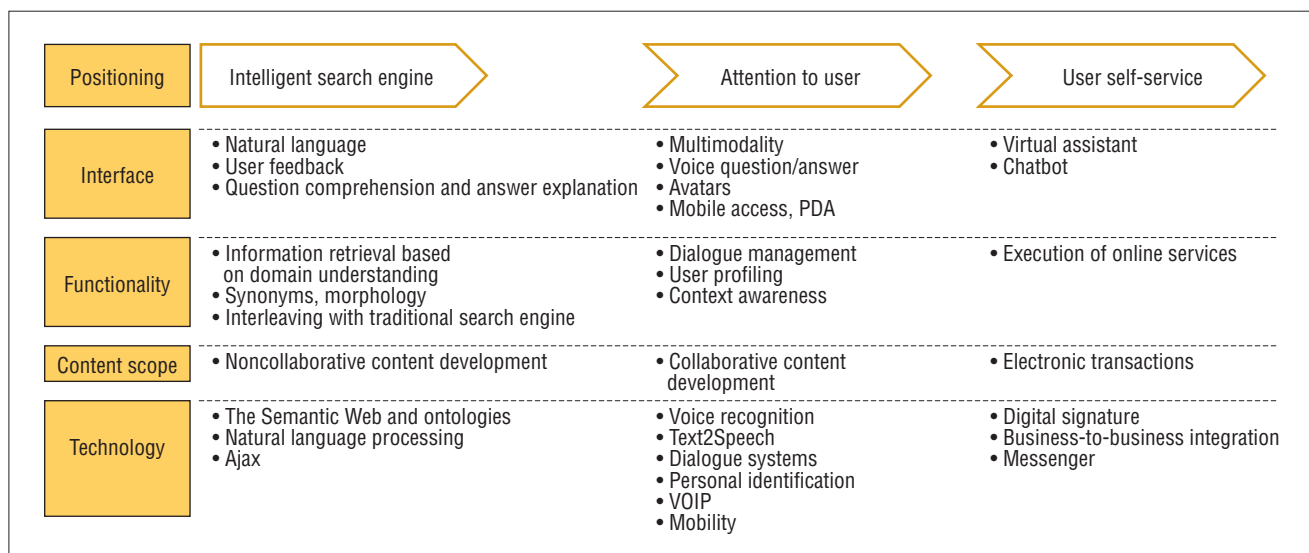 Positioning
Intelligent search engine
Attention to user
User self-service
Interface
• Natural language
• User feedback
• Question comprehension and answer explanation
• Multimodality
• Voice question/answer
• Avatars
• Mobile access, PDA
• Virtual assistant
• Chatbot
Functionality
• Information retrieval based
on domain understanding
• Synonyms, morphology
• Interleaving with traditional search engine
• Dialogue management
• User profiling
• Context awareness
• Execution of online services
Content scope
• Noncollaborative content development
• Collaborative content
development
• Electronic transactions
Technology
• The Semantic Web and ontologies
• Natural language processing
• Ajax
• Voice recognition
• Text2Speech
• Dialogue systems
• Personal identification
• VOIP
• Mobility
• Digital signature
• Business-to-business integration
• Messenger